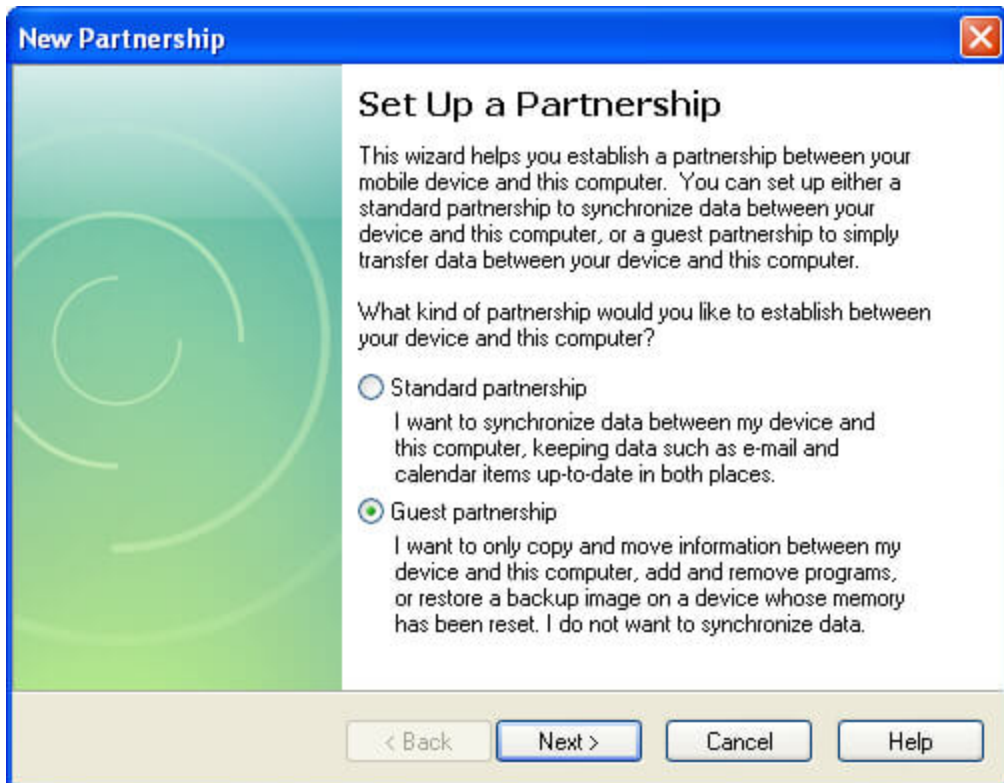 New Partnership
Set Up a Partnership
This wizard helps you establish a partnership between your
mobile device and this computer.  You can set up either a
standard partnership to synchronize data between your
device and this computer, or a guest partnership to simply
transfer data between your device and this computer.
What kind of partnership would you like to establish between
your device and this computer?
Standard partnership
I want to synchronize data between my device and
this computer, keeping data such as e-mail and
calendar items up-to-date in both places.
Guest partnership
I want to only copy and move information between my
device and this computer, add and remove programs,
or restore a backup image on a device whose memory
has been reset. I do not want to synchronize data.
< Back Next > Cancel Help